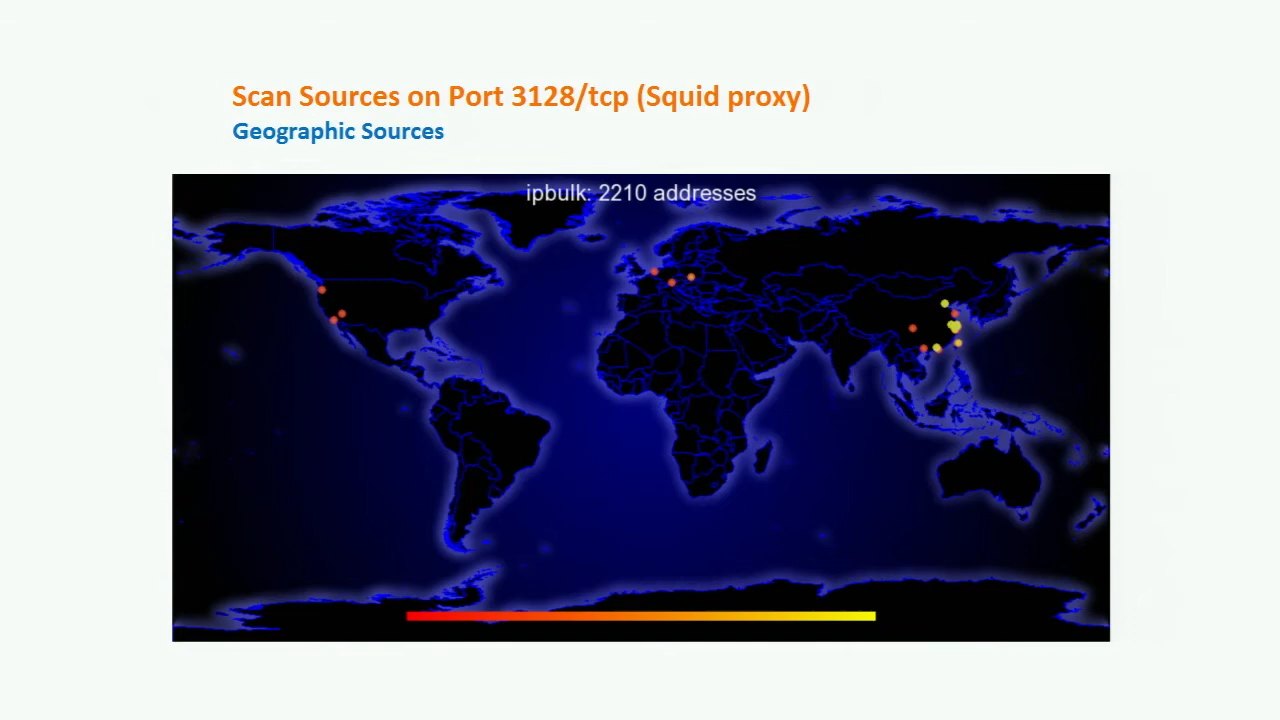 Scan Sources on Port 3128/tcp (Squid proxy)
Geographic Sources
ipbulk: 2210 addresses